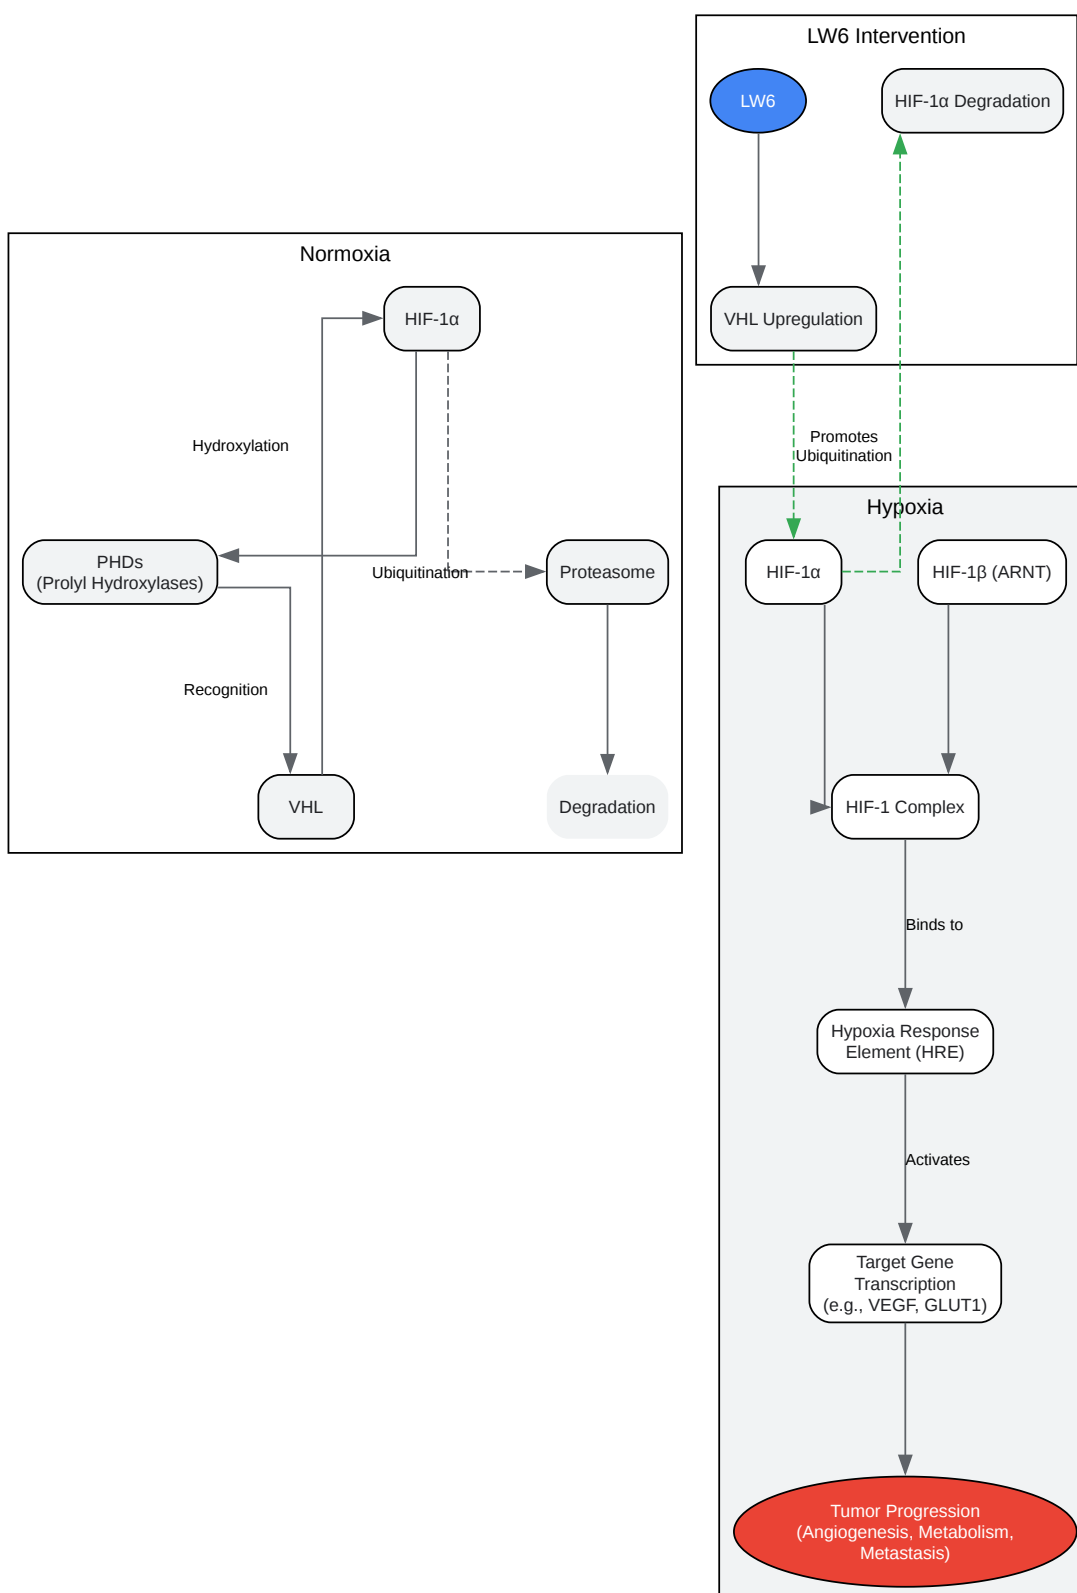 LW6 Intervention
LW6
HIF-1α Degradation
VHL Upregulation
Normoxia
HIF-1α
Hydroxylation
PHDs
(Prolyl Hydroxylases)
Ubiquitination
Proteasome
Recognition
VHL
Degradation
Promotes
Ubiquitination
Hypoxia
HIF-1α
HIF-1β (ARNT)
HIF-1 Complex
Binds to
Hypoxia Response
Element (HRE)
Activates
Target Gene
Transcription
(e.g., VEGF, GLUT1)
Tumor Progression
(Angiogenesis, Metabolism,
Metastasis)